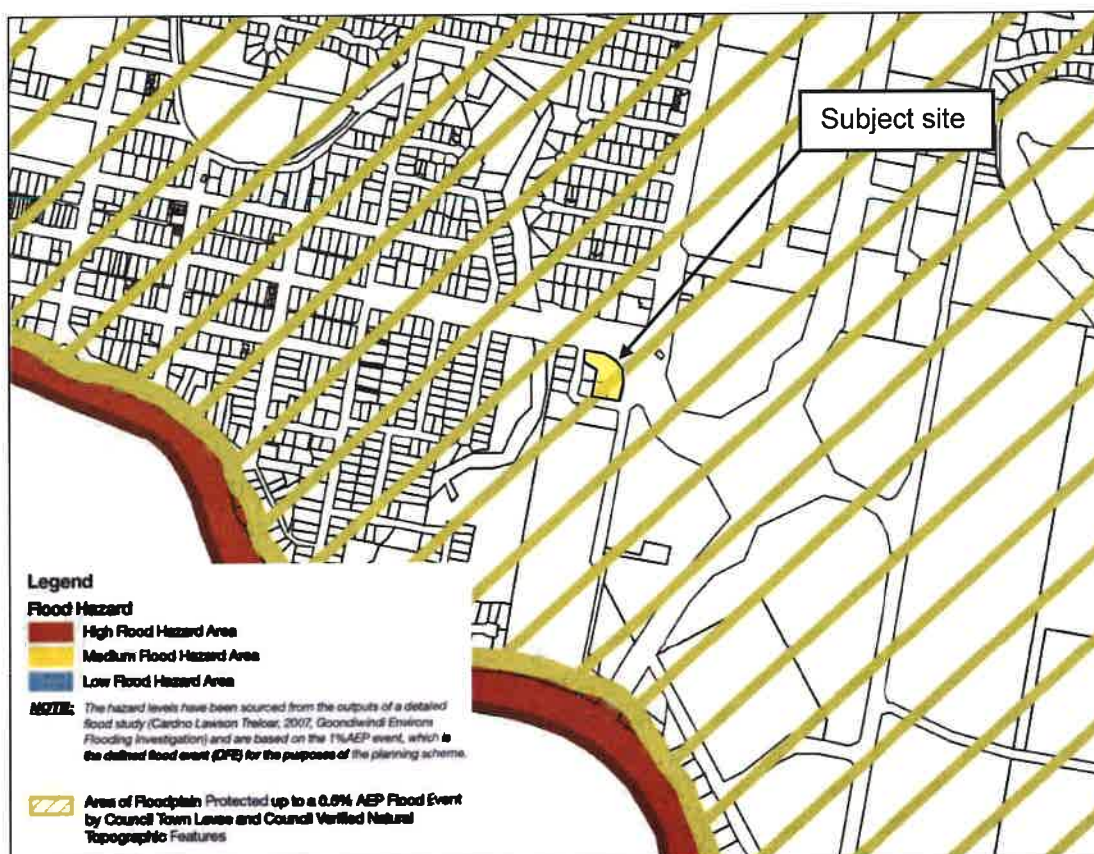 Subject site
Legend
Flood Hazard
High Flood Hazard Area
Medium Flood Hazard Area
Low Flood Hazard Area
NOTE: The hazard levels have been sourced from the outputs of a detailed
flood study (Cardno Lawson Treloar, 2007, Goondiwindi Environs
Flooding Investigation) and are based on the 1%AEP event, which is
the defined flood event (DFE) for the purposes of the planning scheme.
Area of Floodplain Protected up to a 0.5% AEP Flood Event
by Council Town Levee and Council Verified Natural
Topographic Features